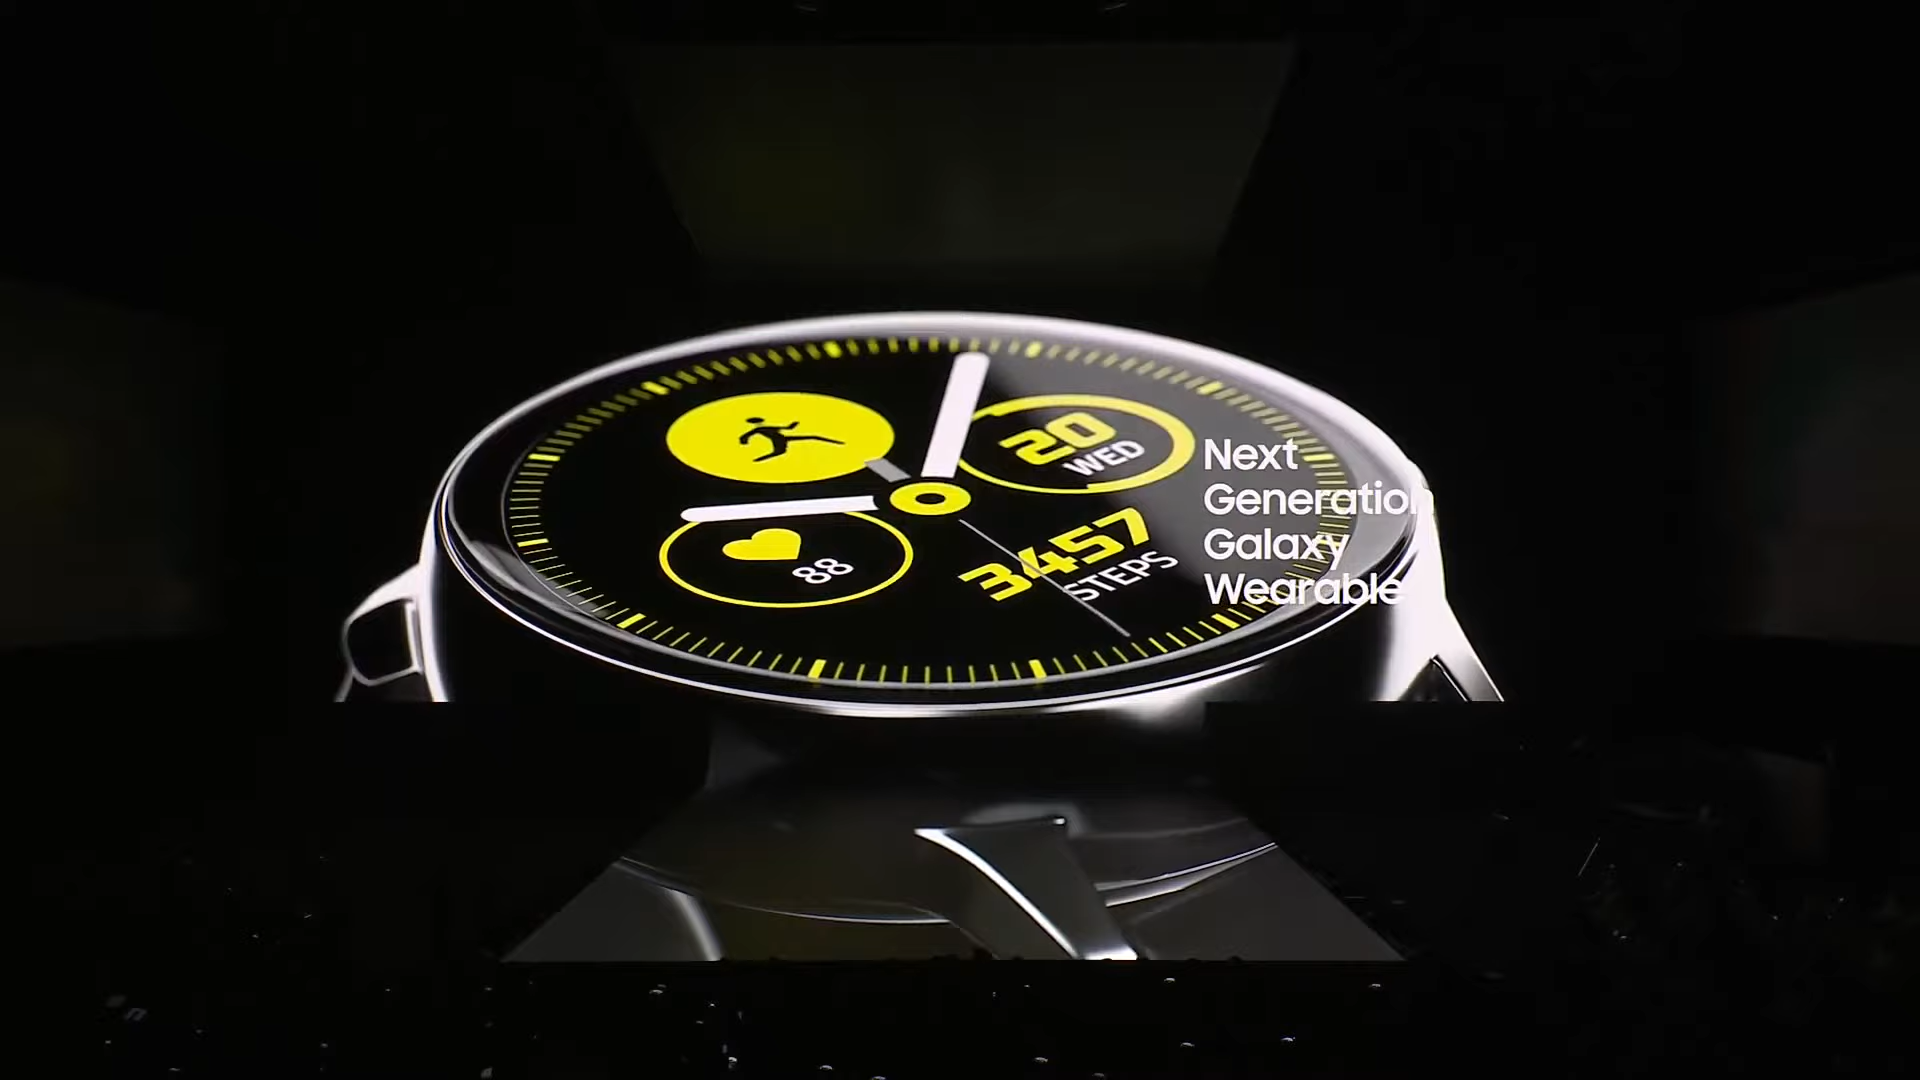 20
WED
88
3457
STEPS
Next
Generation
Galaxy
Wearable